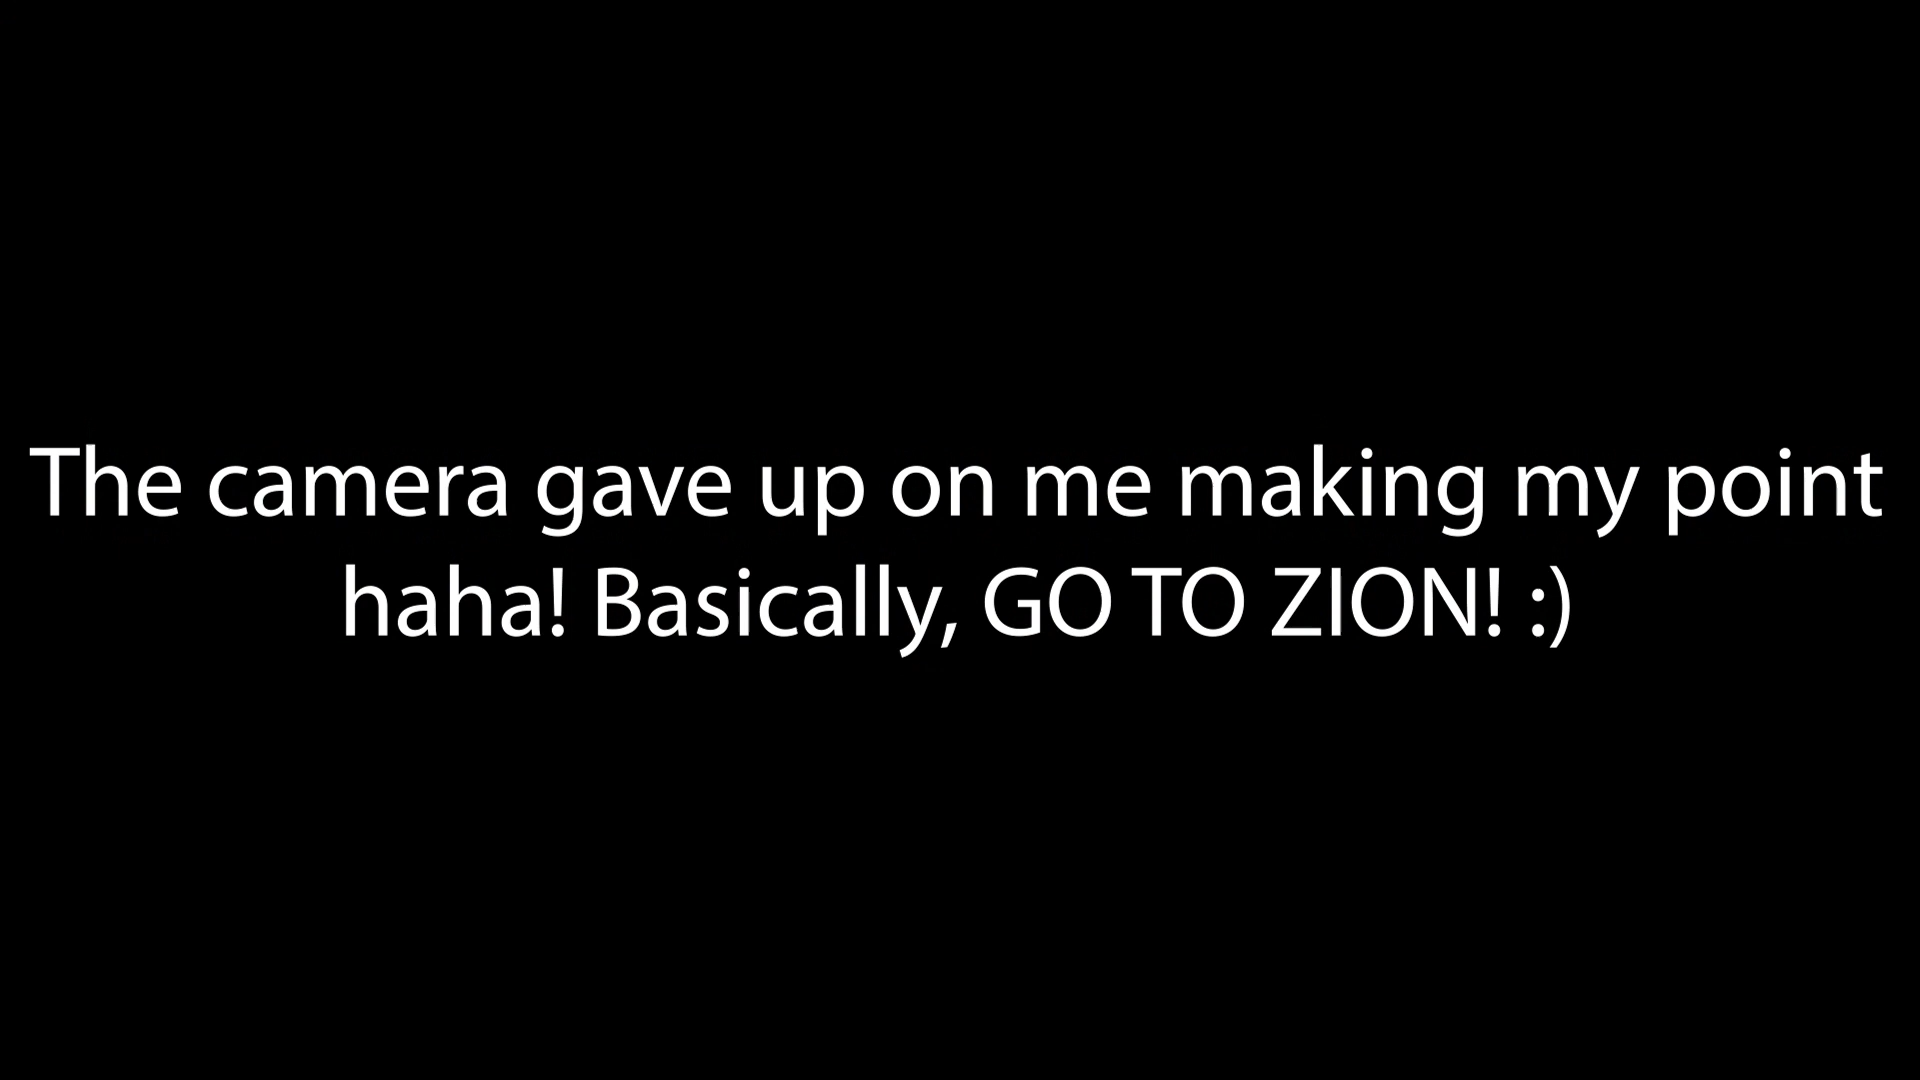 The camera gave up on me making my point
haha! Basically, GO TO ZION! :)